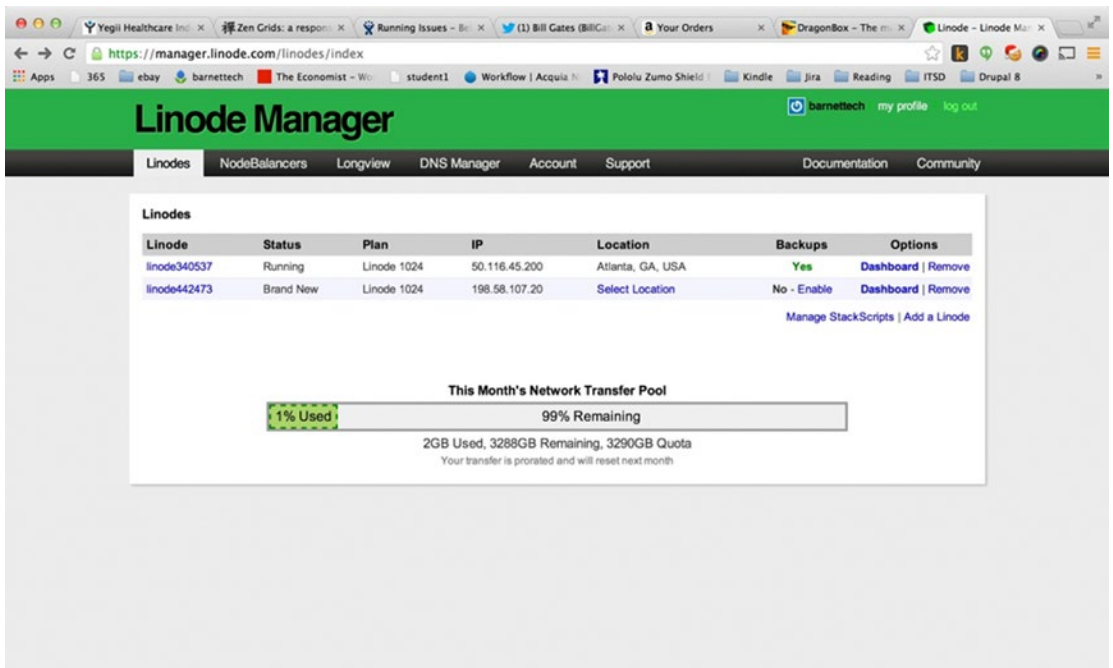 Yegii Healthcare Ind 禪 Zen Grids: a respon Running Issues – Be (1) Bill Gates (BillGat a Your Orders DragonBox – The m Linode – Linode Man
https://manager.linode.com/linodes/index
Apps 365 ebay barnettech The Economist – Wo student1 Workflow | Acquia N Pololu Zumo Shield Kindle Jira Reading ITSD Drupal 8 »
Linode Manager
barnettech my profile log out
Linodes NodeBalancers Longview DNS Manager Account Support Documentation Community
Linodes
Linode Status Plan IP Location Backups Options
linode340537 Running Linode 1024 50.116.45.200 Atlanta, GA, USA Yes Dashboard | Remove
linode442473 Brand New Linode 1024 198.58.107.20 Select Location No - Enable Dashboard | Remove
Manage StackScripts | Add a Linode
This Month's Network Transfer Pool
1% Used 99% Remaining
2GB Used, 3288GB Remaining, 3290GB Quota
Your transfer is prorated and will reset next month